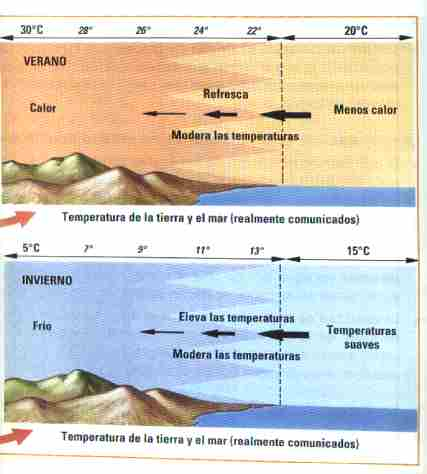 30°C 28° 26° 24° 22° 20°C
VERANO
Refresca
Calor
Menos calor
Modera las temperaturas
Temperatura de la tierra y el mar (realmente comunicados)
5°C 7° 9° 11° 13° 15°C
INVIERNO
Eleva las temperaturas
Frío
Temperaturas
suaves
Modera las temperaturas
Temperatura de la tierra y el mar (realmente comunicados)